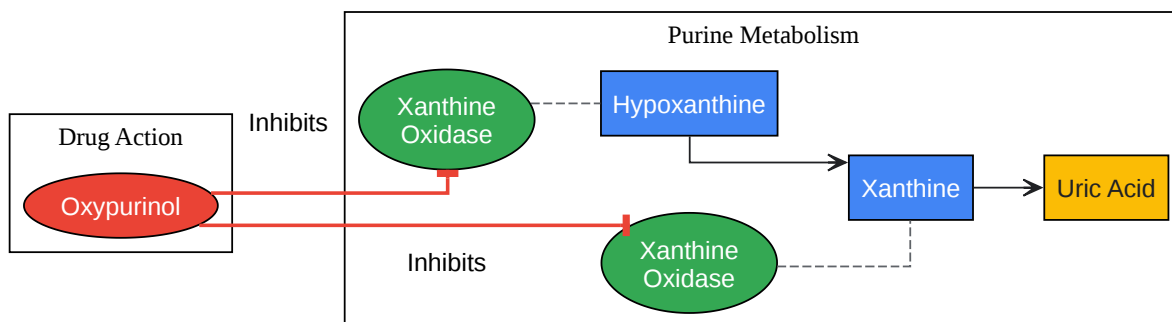 Purine Metabolism
Xanthine
Oxidase
Hypoxanthine
Inhibits
Drug Action
Oxypurinol
Xanthine
Uric Acid
Xanthine
Oxidase
Inhibits